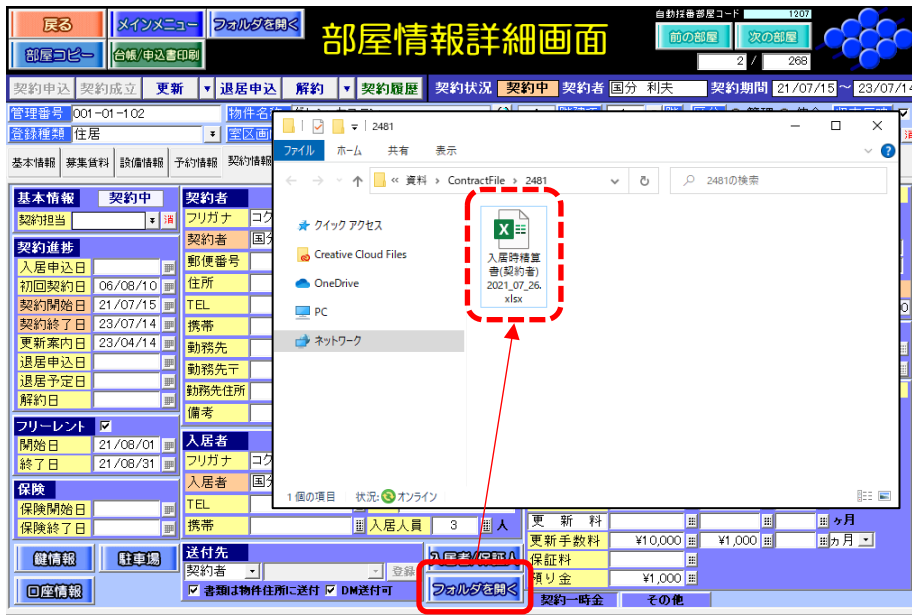 戻る
メインメニュー
フォルダを開く
部屋情報詳細画面
自動採番部屋コード 1207
前の部屋
次の部屋
部屋コピー
台帳/申込書印刷
2 / 268
契約申込 契約成立 更新 ▼ 退居申込 解約 ▼ 契約履歴 契約状況 契約中 契約者 国分 利夫 契約期間 21/07/15 ~ 23/07/14
管理番号 001-01-102
登録種類 住居
基本情報 募集賃料 設備情報 予約情報 契約情報
基本情報 契約中
契約担当 消
契約進捗
入居申込日
初回契約日 06/08/10
契約開始日 21/07/15
契約終了日 23/07/14
更新案内日 23/04/14
退居申込日
退居予定日
解約日
フリーレント
開始日 21/08/01
終了日 21/08/31
保険
保険開始日
保険終了日
鍵情報
駐車場
口座情報
契約者
フリガナ
契約者
郵便番号
住所
TEL
携帯
勤務先
勤務先〒
勤務先住所
備考
入居者
フリガナ
入居者
TEL
携帯
入居人員 3 人
送付先
契約者
登録
書類は物件住所に送付 DM送付可
フォルダを開く
2481
ファイル ホーム 共有 表示
« 資料 › ContractFile › 2481
2481の検索
クイック アクセス
Creative Cloud Files
OneDrive
PC
ネットワーク
入居時精算
書(契約者)
2021_07_26.
xlsx
1 個の項目 状況: オンライン
更新料 ヶ月
更新手数料 ¥10,000 ¥1,000 カ月
保証料
預り金 ¥1,000
契約一時金 その他